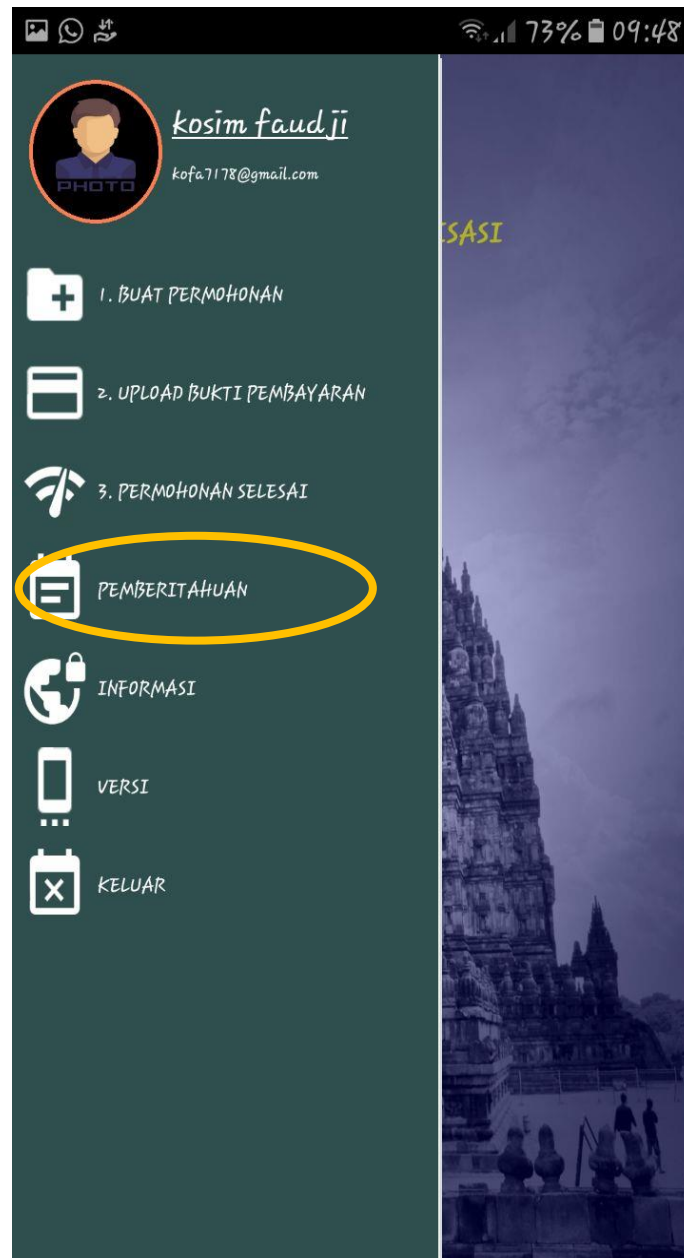 73% 09:48
kosim faudji
kofa7178@gmail.com
PHOTO
ISASI
1. BUAT PERMOHONAN
2. UPLOAD BUKTI PEMBAYARAN
3. PERMOHONAN SELESAI
PEMBERITAHUAN
INFORMASI
VERSI
KELUAR